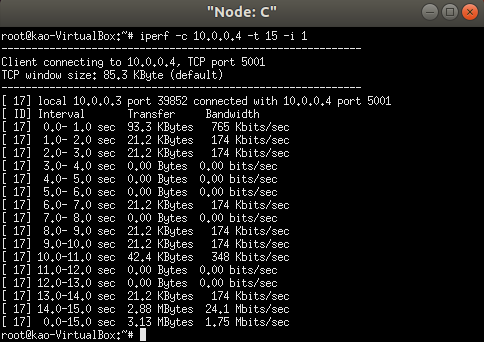 "Node: C"
root@kao-VirtualBox:~# iperf -c 10.0.0.4 -t 15 -i 1
------------------------------------------------------------
Client connecting to 10.0.0.4, TCP port 5001
TCP window size: 85.3 KByte (default)
------------------------------------------------------------
[ 17] local 10.0.0.3 port 39852 connected with 10.0.0.4 port 5001
[ ID] Interval       Transfer     Bandwidth
[ 17]  0.0- 1.0 sec  93.3 KBytes   765 Kbits/sec
[ 17]  1.0- 2.0 sec  21.2 KBytes   174 Kbits/sec
[ 17]  2.0- 3.0 sec  21.2 KBytes   174 Kbits/sec
[ 17]  3.0- 4.0 sec  0.00 Bytes  0.00 bits/sec
[ 17]  4.0- 5.0 sec  0.00 Bytes  0.00 bits/sec
[ 17]  5.0- 6.0 sec  0.00 Bytes  0.00 bits/sec
[ 17]  6.0- 7.0 sec  21.2 KBytes   174 Kbits/sec
[ 17]  7.0- 8.0 sec  0.00 Bytes  0.00 bits/sec
[ 17]  8.0- 9.0 sec  21.2 KBytes   174 Kbits/sec
[ 17]  9.0-10.0 sec  21.2 KBytes   174 Kbits/sec
[ 17] 10.0-11.0 sec  42.4 KBytes   348 Kbits/sec
[ 17] 11.0-12.0 sec  0.00 Bytes  0.00 bits/sec
[ 17] 12.0-13.0 sec  0.00 Bytes  0.00 bits/sec
[ 17] 13.0-14.0 sec  21.2 KBytes   174 Kbits/sec
[ 17] 14.0-15.0 sec  2.88 MBytes  24.1 Mbits/sec
[ 17]  0.0-15.0 sec  3.13 MBytes  1.75 Mbits/sec
root@kao-VirtualBox:~#